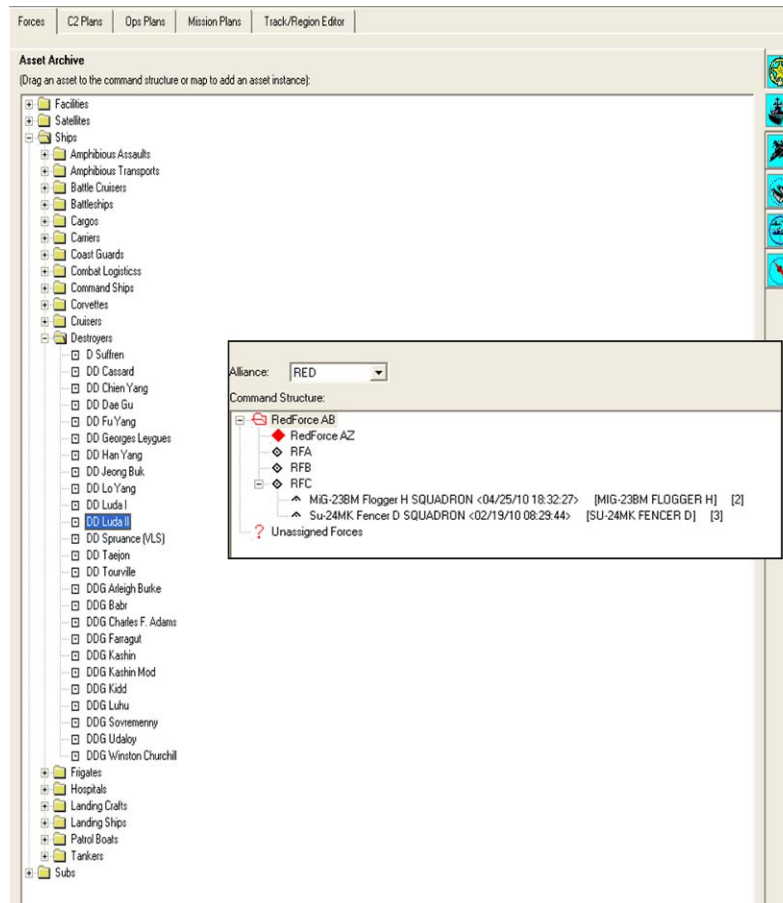 Forces C2 Plans Ops Plans Mission Plans Track/Region Editor
Asset Archive
(Drag an asset to the command structure or map to add an asset instance):
Facilities
Satellites
Ships
Amphibious Assaults
Amphibious Transports
Battle Cruisers
Battleships
Cargos
Carriers
Coast Guards
Combat Logisticss
Command Ships
Corvettes
Cruisers
Destroyers
D Suffren
DD Cassard
DD Chien Yang
DD Dae Gu
DD Fu Yang
DD Georges Leygues
DD Han Yang
DD Jeong Buk
DD Lo Yang
DD Luda I
DD Luda II
DD Spruance (VLS)
DD Taejon
DD Tourville
DDG Arleigh Burke
DDG Babr
DDG Charles F. Adams
DDG Farragut
DDG Kashin
DDG Kashin Mod
DDG Kidd
DDG Luhu
DDG Sovremenny
DDG Udaloy
DDG Winston Churchill
Frigates
Hospitals
Landing Crafts
Landing Ships
Patrol Boats
Tankers
Subs
Alliance: RED
Command Structure:
RedForce AB
RedForce AZ
RFA
RFB
RFC
MiG-23BM Flogger H SQUADRON <04/25/10 18:32:27> [MIG-23BM FLOGGER H] [2]
Su-24MK Fencer D SQUADRON <02/19/10 08:29:44> [SU-24MK FENCER D] [3]
? Unassigned Forces